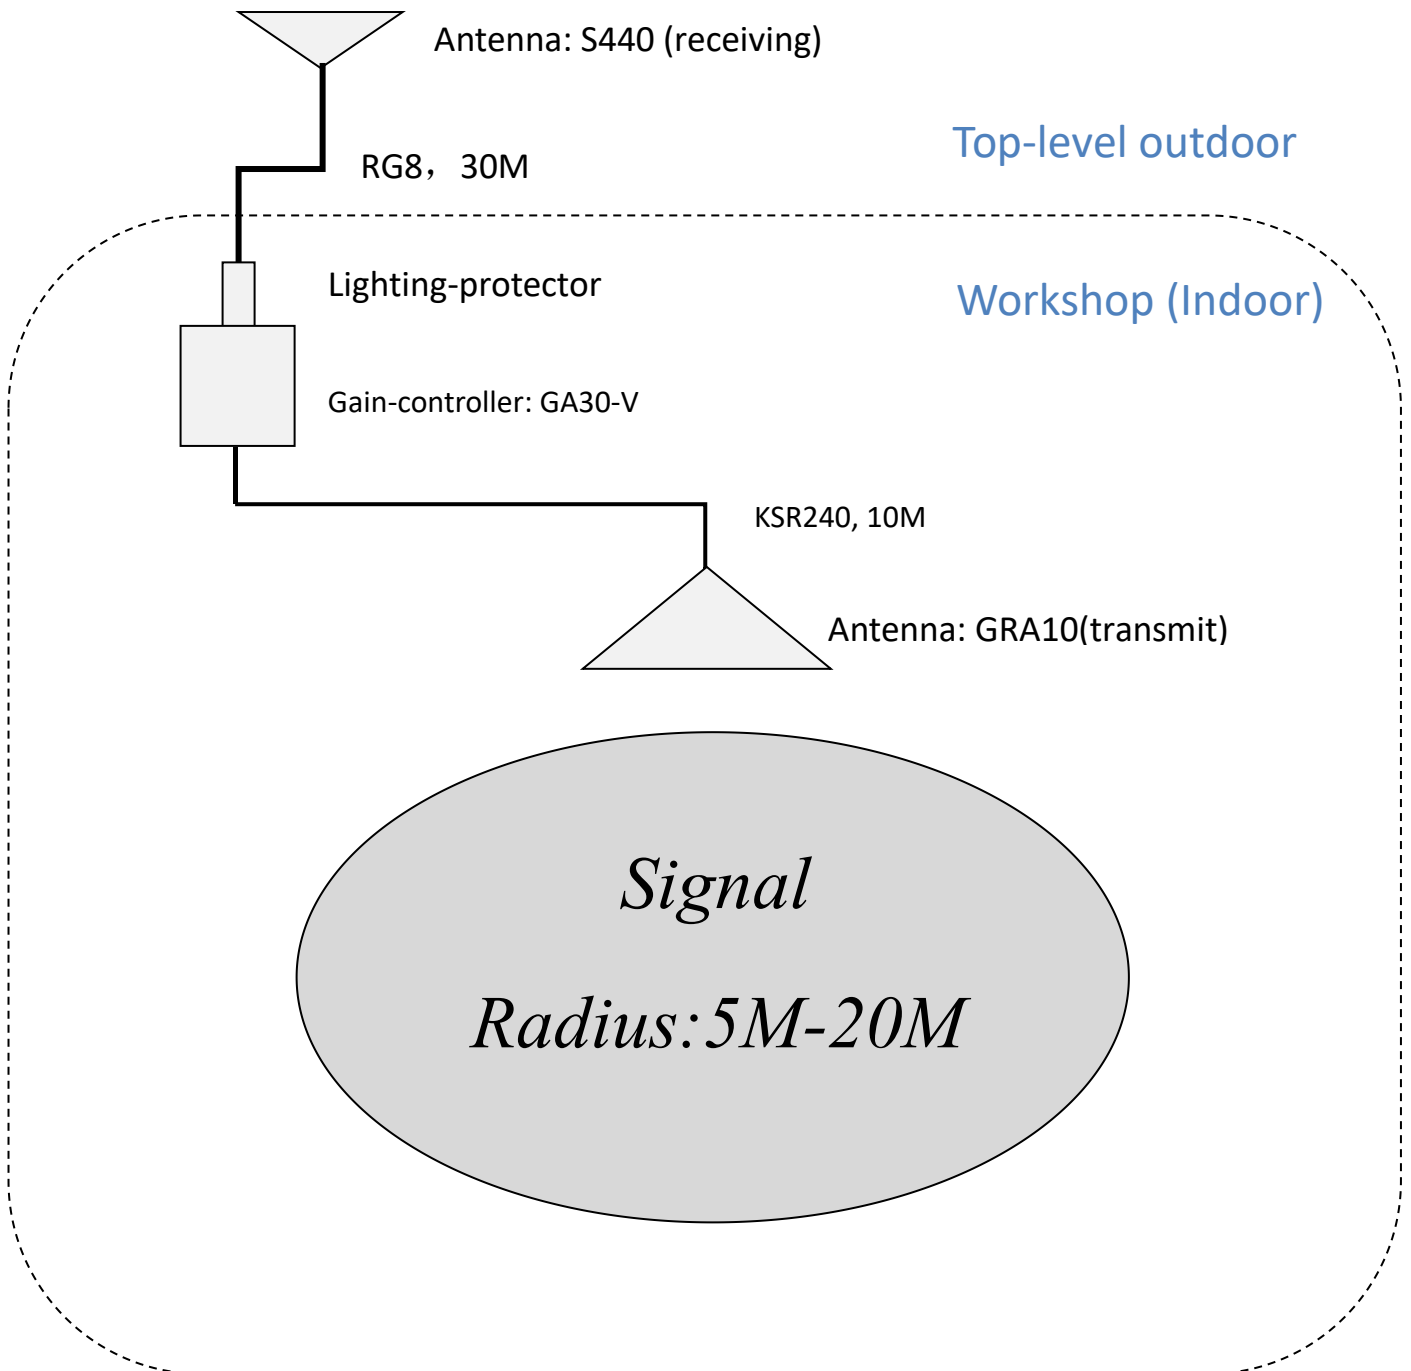 Antenna: S440 (receiving)
Top-level outdoor
RG8，30M
Lighting-protector
Workshop (Indoor)
Gain-controller: GA30-V
KSR240, 10M
Antenna: GRA10(transmit)
Signal
Radius:5M-20M